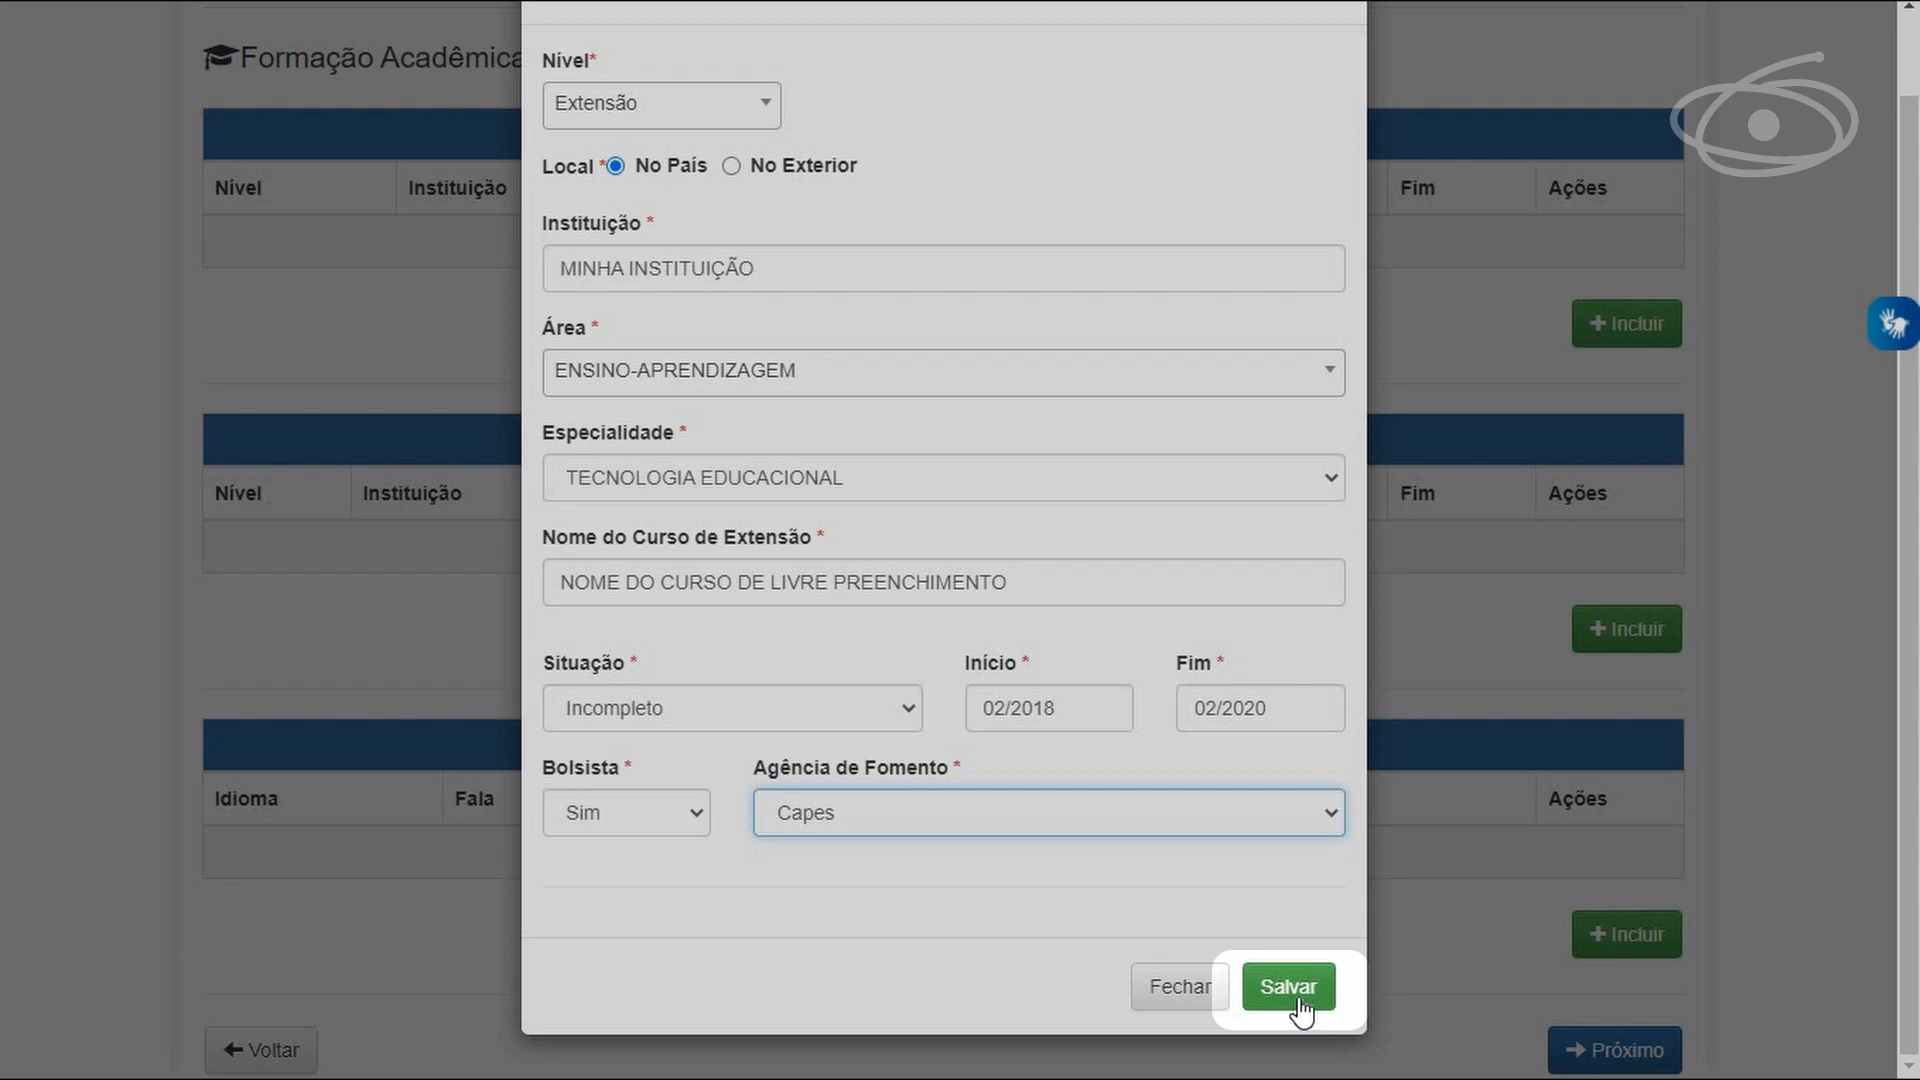 Formação Acadêmica
Nível*
Extensão
Local * No País No Exterior
Nível Instituição Fim Ações
Instituição *
MINHA INSTITUIÇÃO
Incluir
Área *
ENSINO-APRENDIZAGEM
Especialidade *
TECNOLOGIA EDUCACIONAL
Nível Instituição Fim Ações
Nome do Curso de Extensão *
NOME DO CURSO DE LIVRE PREENCHIMENTO
Incluir
Situação * Início * Fim *
Incompleto 02/2018 02/2020
Bolsista * Agência de Fomento *
Idioma Fala Ações
Sim Capes
Incluir
Fechar Salvar
Voltar Próximo